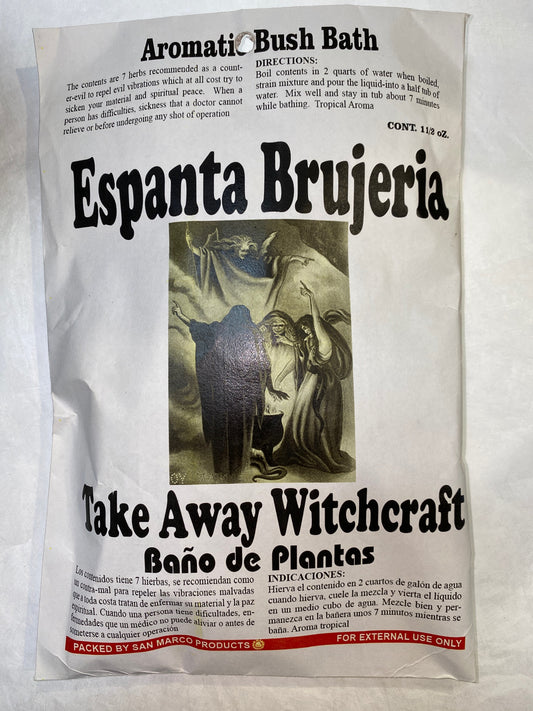 Aromatic Bush Bath
The contents are 7 herbs recommended as a count-
er-evil to repel evil vibrations which at all cost try to
sicken your material and spiritual peace. When a
person has difficulties, sickness that a doctor cannot
relieve or before undergoing any shot of operation
DIRECTIONS:
Boil contents in 2 quarts of water when boiled,
strain mixture and pour the liquid-into a half tub of
water. Mix well and stay in tub about 7 minutes
while bathing. Tropical Aroma
CONT. 11/2 oZ.
Espanta Brujeria
Take Away Witchcraft
Baño de Plantas
Los contenidos tiene 7 hierbas, se recomiendan como
un contra-mal para repelar las vibraciones malvadas
que a toda costa tratan de enfermar su material y la paz
espiritual. Cuando una persona tiene dificultades, en-
fermedades que un médico no puede aliviar o antes de
someterse a cualquier operación
INDICACIONES:
Hierva el contenido en 2 cuartos de galón de agua
cuando hierva, cuele la mezcla y vierta el líquido
en un medio cubo de agua. Mezcle bien y per-
manezca en la bañera unos 7 minutos mientras se
baña. Aroma tropical
PACKED BY SAN MARCO PRODUCTS
FOR EXTERNAL USE ONLY